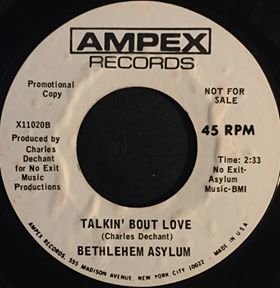 AMPEX
RECORDS
Promotional
Copy
NOT FOR
SALE
X11020B
45 RPM
Produced by
Charles
Dechant
for No Exit
Music
Productions
Time: 2:33
No Exit-
Asylum
Music-BMI
TALKIN' BOUT LOVE
(Charles Dechant)
BETHLEHEM ASYLUM
AMPEX RECORDS, 555 MADISON AVENUE, NEW YORK CITY 10022 . MADE IN U.S.A.